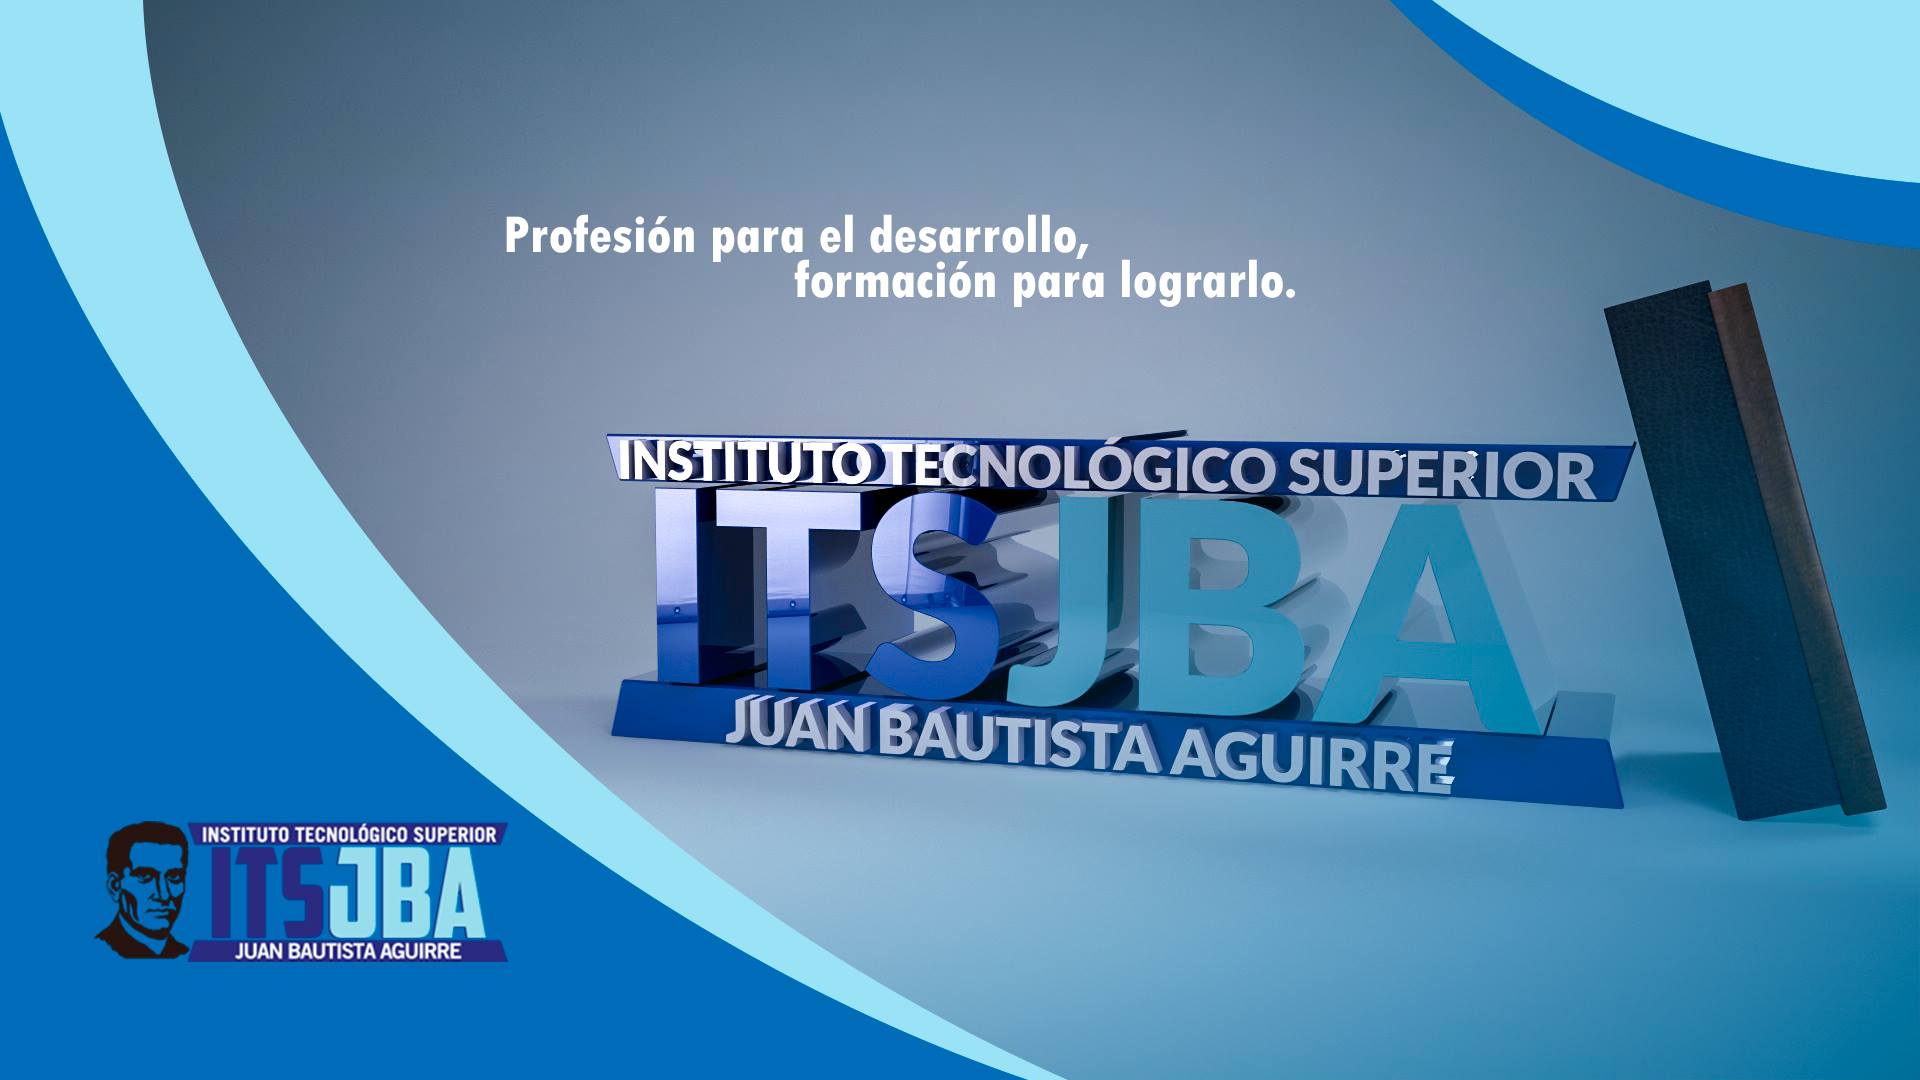 Profesión para el desarrollo,
formación para lograrlo.
INSTITUTO TECNOLÓGICO SUPERIOR
ITSJBA
JUAN BAUTISTA AGUIRRE
INSTITUTO TECNOLÓGICO SUPERIOR
ITSJBA
JUAN BAUTISTA AGUIRRE